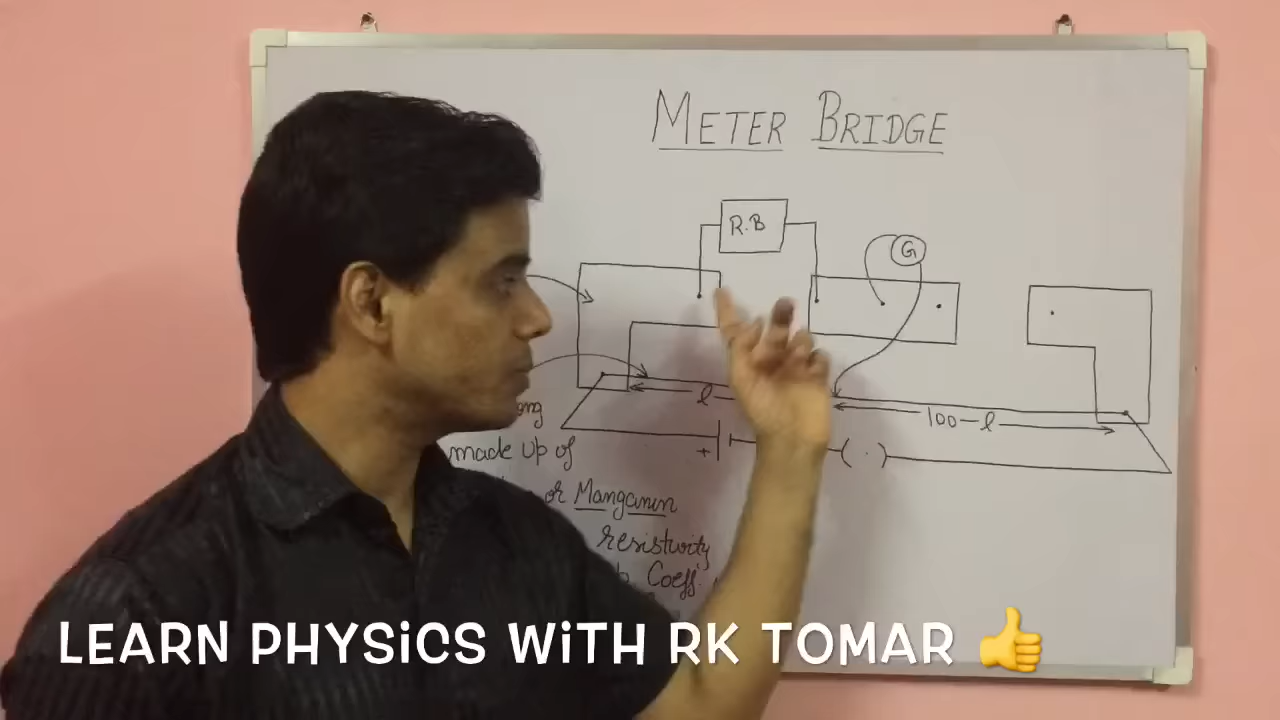 METER BRIDGE
R.B
G
l
100-l
+
( . )
made up of
or Manganin
resistivity
Coeff.
LEARN PHYSICS WITH RK TOMAR 👍